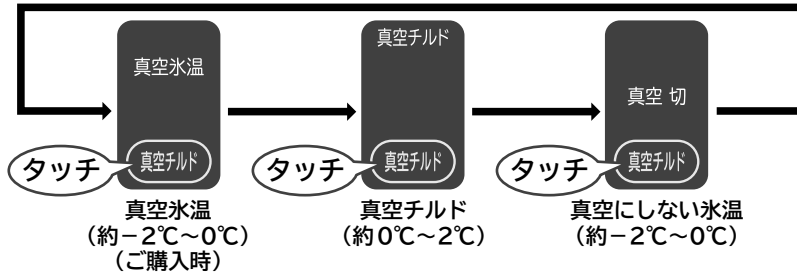 真空氷温
真空チルド
真空 切
真空チルド
真空チルド
真空チルド
タッチ
タッチ
タッチ
真空氷温
（約－2℃～0℃）
（ご購入時）
真空チルド
（約0℃～2℃）
真空にしない氷温
（約－2℃～0℃）